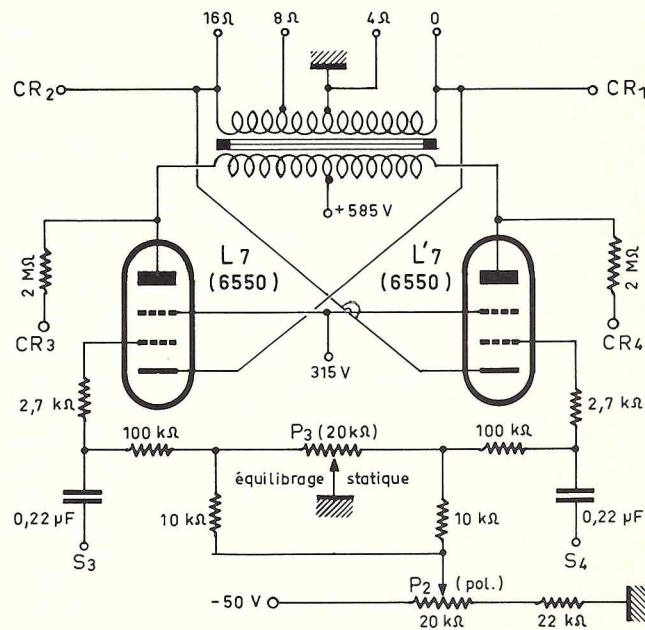 16Ω 8Ω 4Ω 0
CR2 CR1
+585 V
L7 L'7
(6550) (6550)
2 MΩ 2 MΩ
CR3 CR4
315 V
2,7 kΩ 2,7 kΩ
100 kΩ P3 (20kΩ) 100 kΩ
équilibrage statique
0,22 µF 10 kΩ 10 kΩ 0,22 µF
S3 S4
P2 (pol.)
-50 V 20 kΩ 22 kΩ